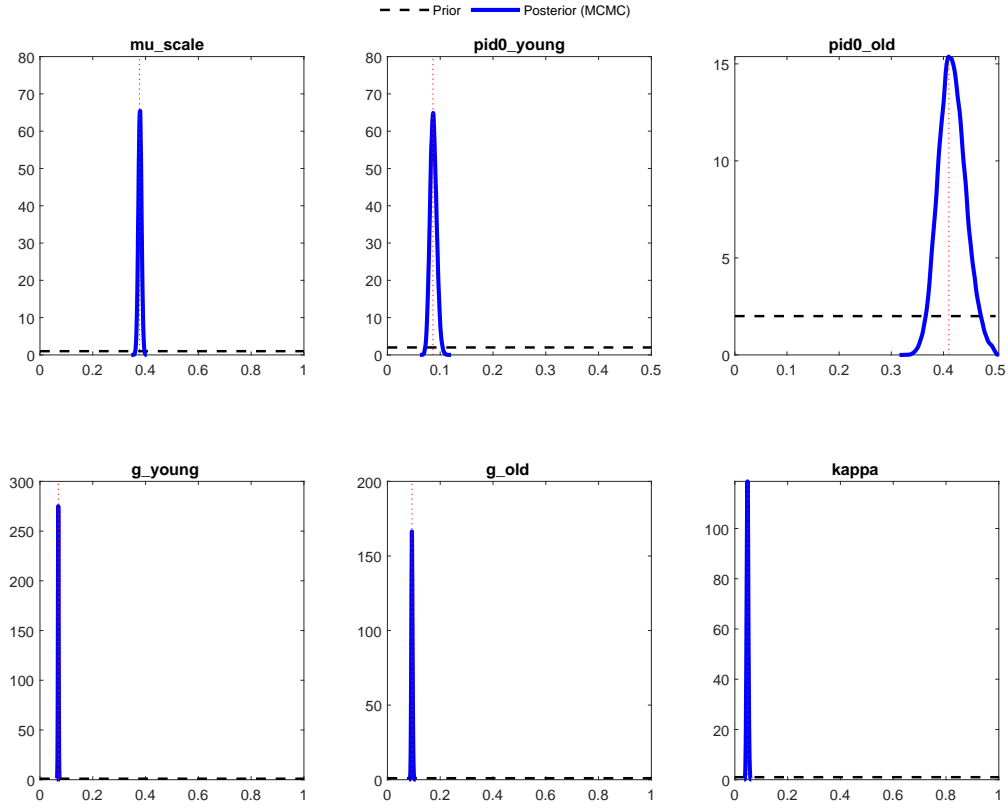 Prior Posterior (MCMC)
mu_scale pid0_young pid0_old
80 80 15
70 70
60 60
50 50 10
40 40
30 30 5
20 20
10 10
0 0 0
0 0.2 0.4 0.6 0.8 1 0 0.1 0.2 0.3 0.4 0.5 0 0.1 0.2 0.3 0.4 0.5
g_young g_old kappa
300 200
250 150 120
200 100
150 100 80
100 60
50 50 40
20
0 0 0
0 0.2 0.4 0.6 0.8 1 0 0.2 0.4 0.6 0.8 1 0 0.2 0.4 0.6 0.8 1